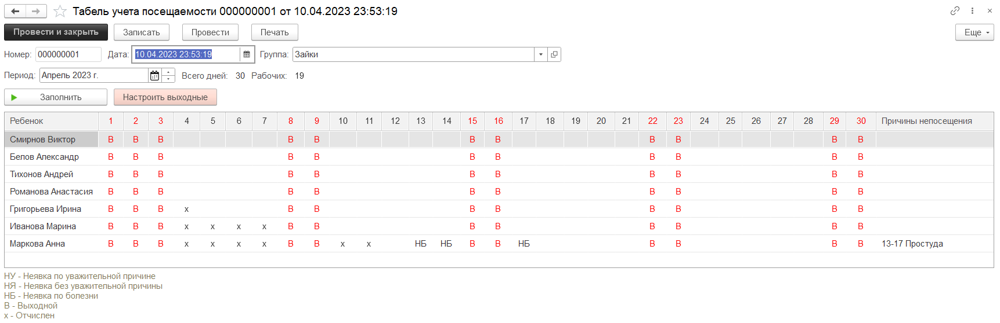 Табель учета посещаемости 000000001 от 10.04.2023 23:53:19
Провести и закрыть Записать Провести Печать Еще
Номер: 000000001 Дата: 10.04.2023 23:53:19 Группа: Зайки
Период: Апрель 2023 г. Всего дней: 30 Рабочих: 19
Заполнить Настроить выходные
Ребенок 1 2 3 4 5 6 7 8 9 10 11 12 13 14 15 16 17 18 19 20 21 22 23 24 25 26 27 28 29 30 Причины непосещения
Смирнов Виктор В В В В В В В В В В В
Белов Александр В В В В В В В В В В В
Тихонов Андрей В В В В В В В В В В В
Романова Анастасия В В В В В В В В В В В
Григорьева Ирина В В В х В В В В В В В В
Иванова Марина В В В х х х х В В В В В В В В
Маркова Анна В В В х х х х В В х х НБ НБ В В НБ В В В В 13-17 Простуда
НУ - Неявка по уважительной причине
НЯ - Неявка без уважительной причины
НБ - Неявка по болезни
В - Выходной
х - Отчислен